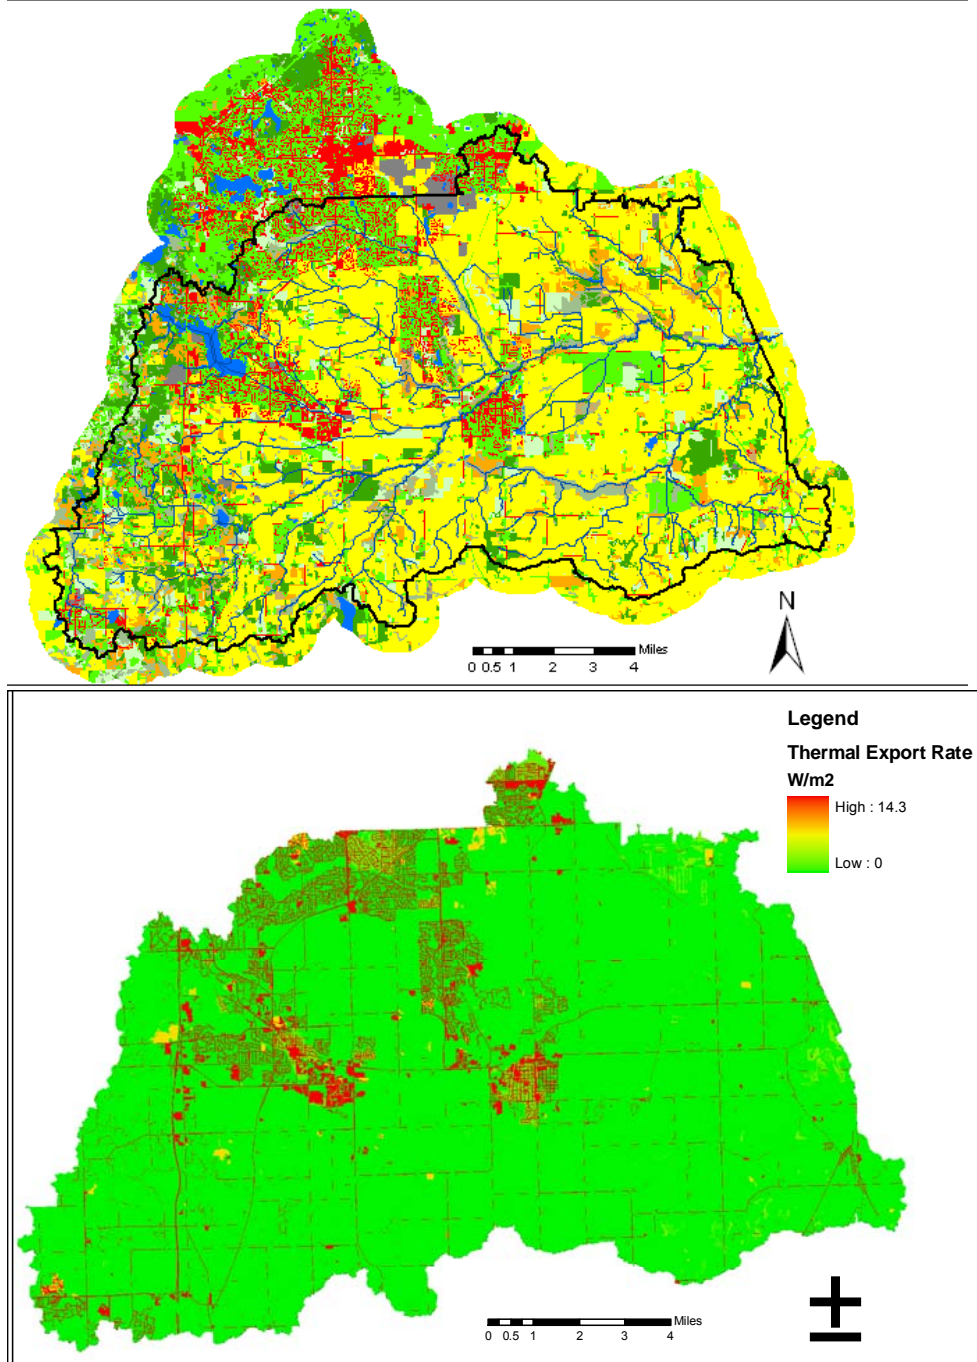 N
Miles
0 0.5 1 2 3 4
Legend
Thermal Export Rate
W/m2
High : 14.3
Low : 0
Miles
0 0.5 1 2 3 4